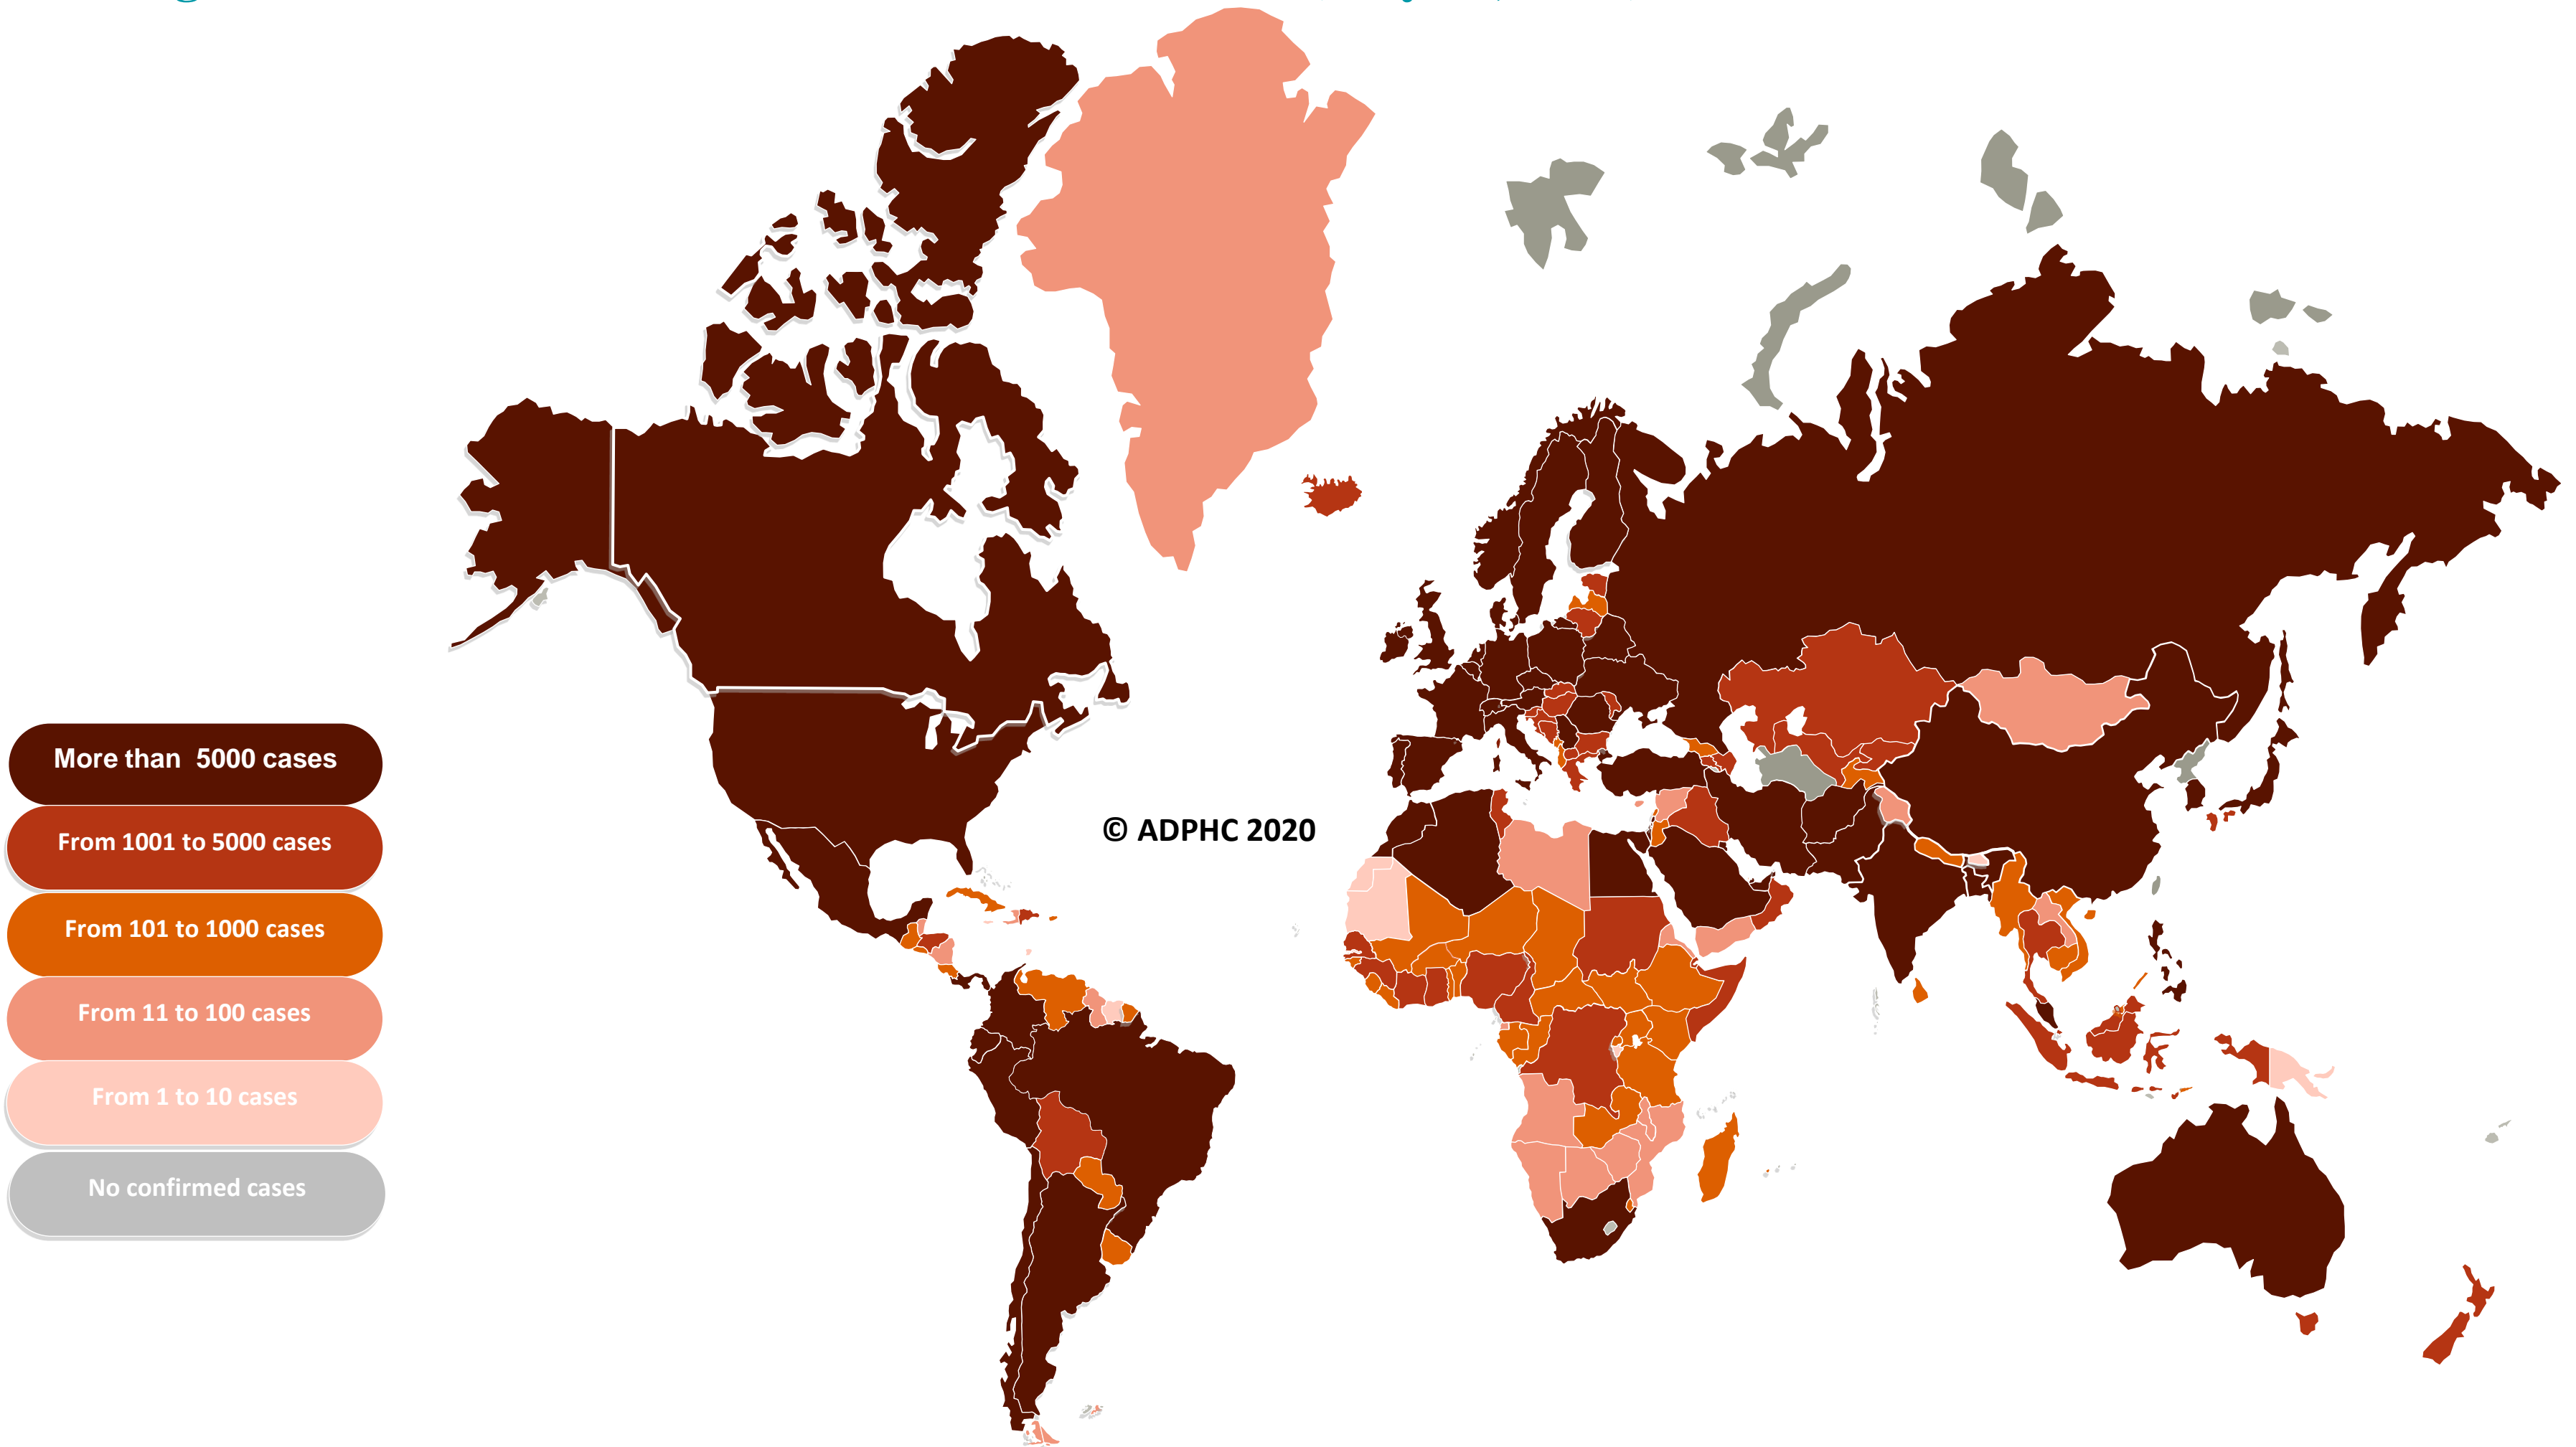 More than 5000 cases
From 1001 to 5000 cases
© ADPHC 2020
From 101 to 1000 cases
From 11 to 100 cases
From 1 to 10 cases
No confirmed cases